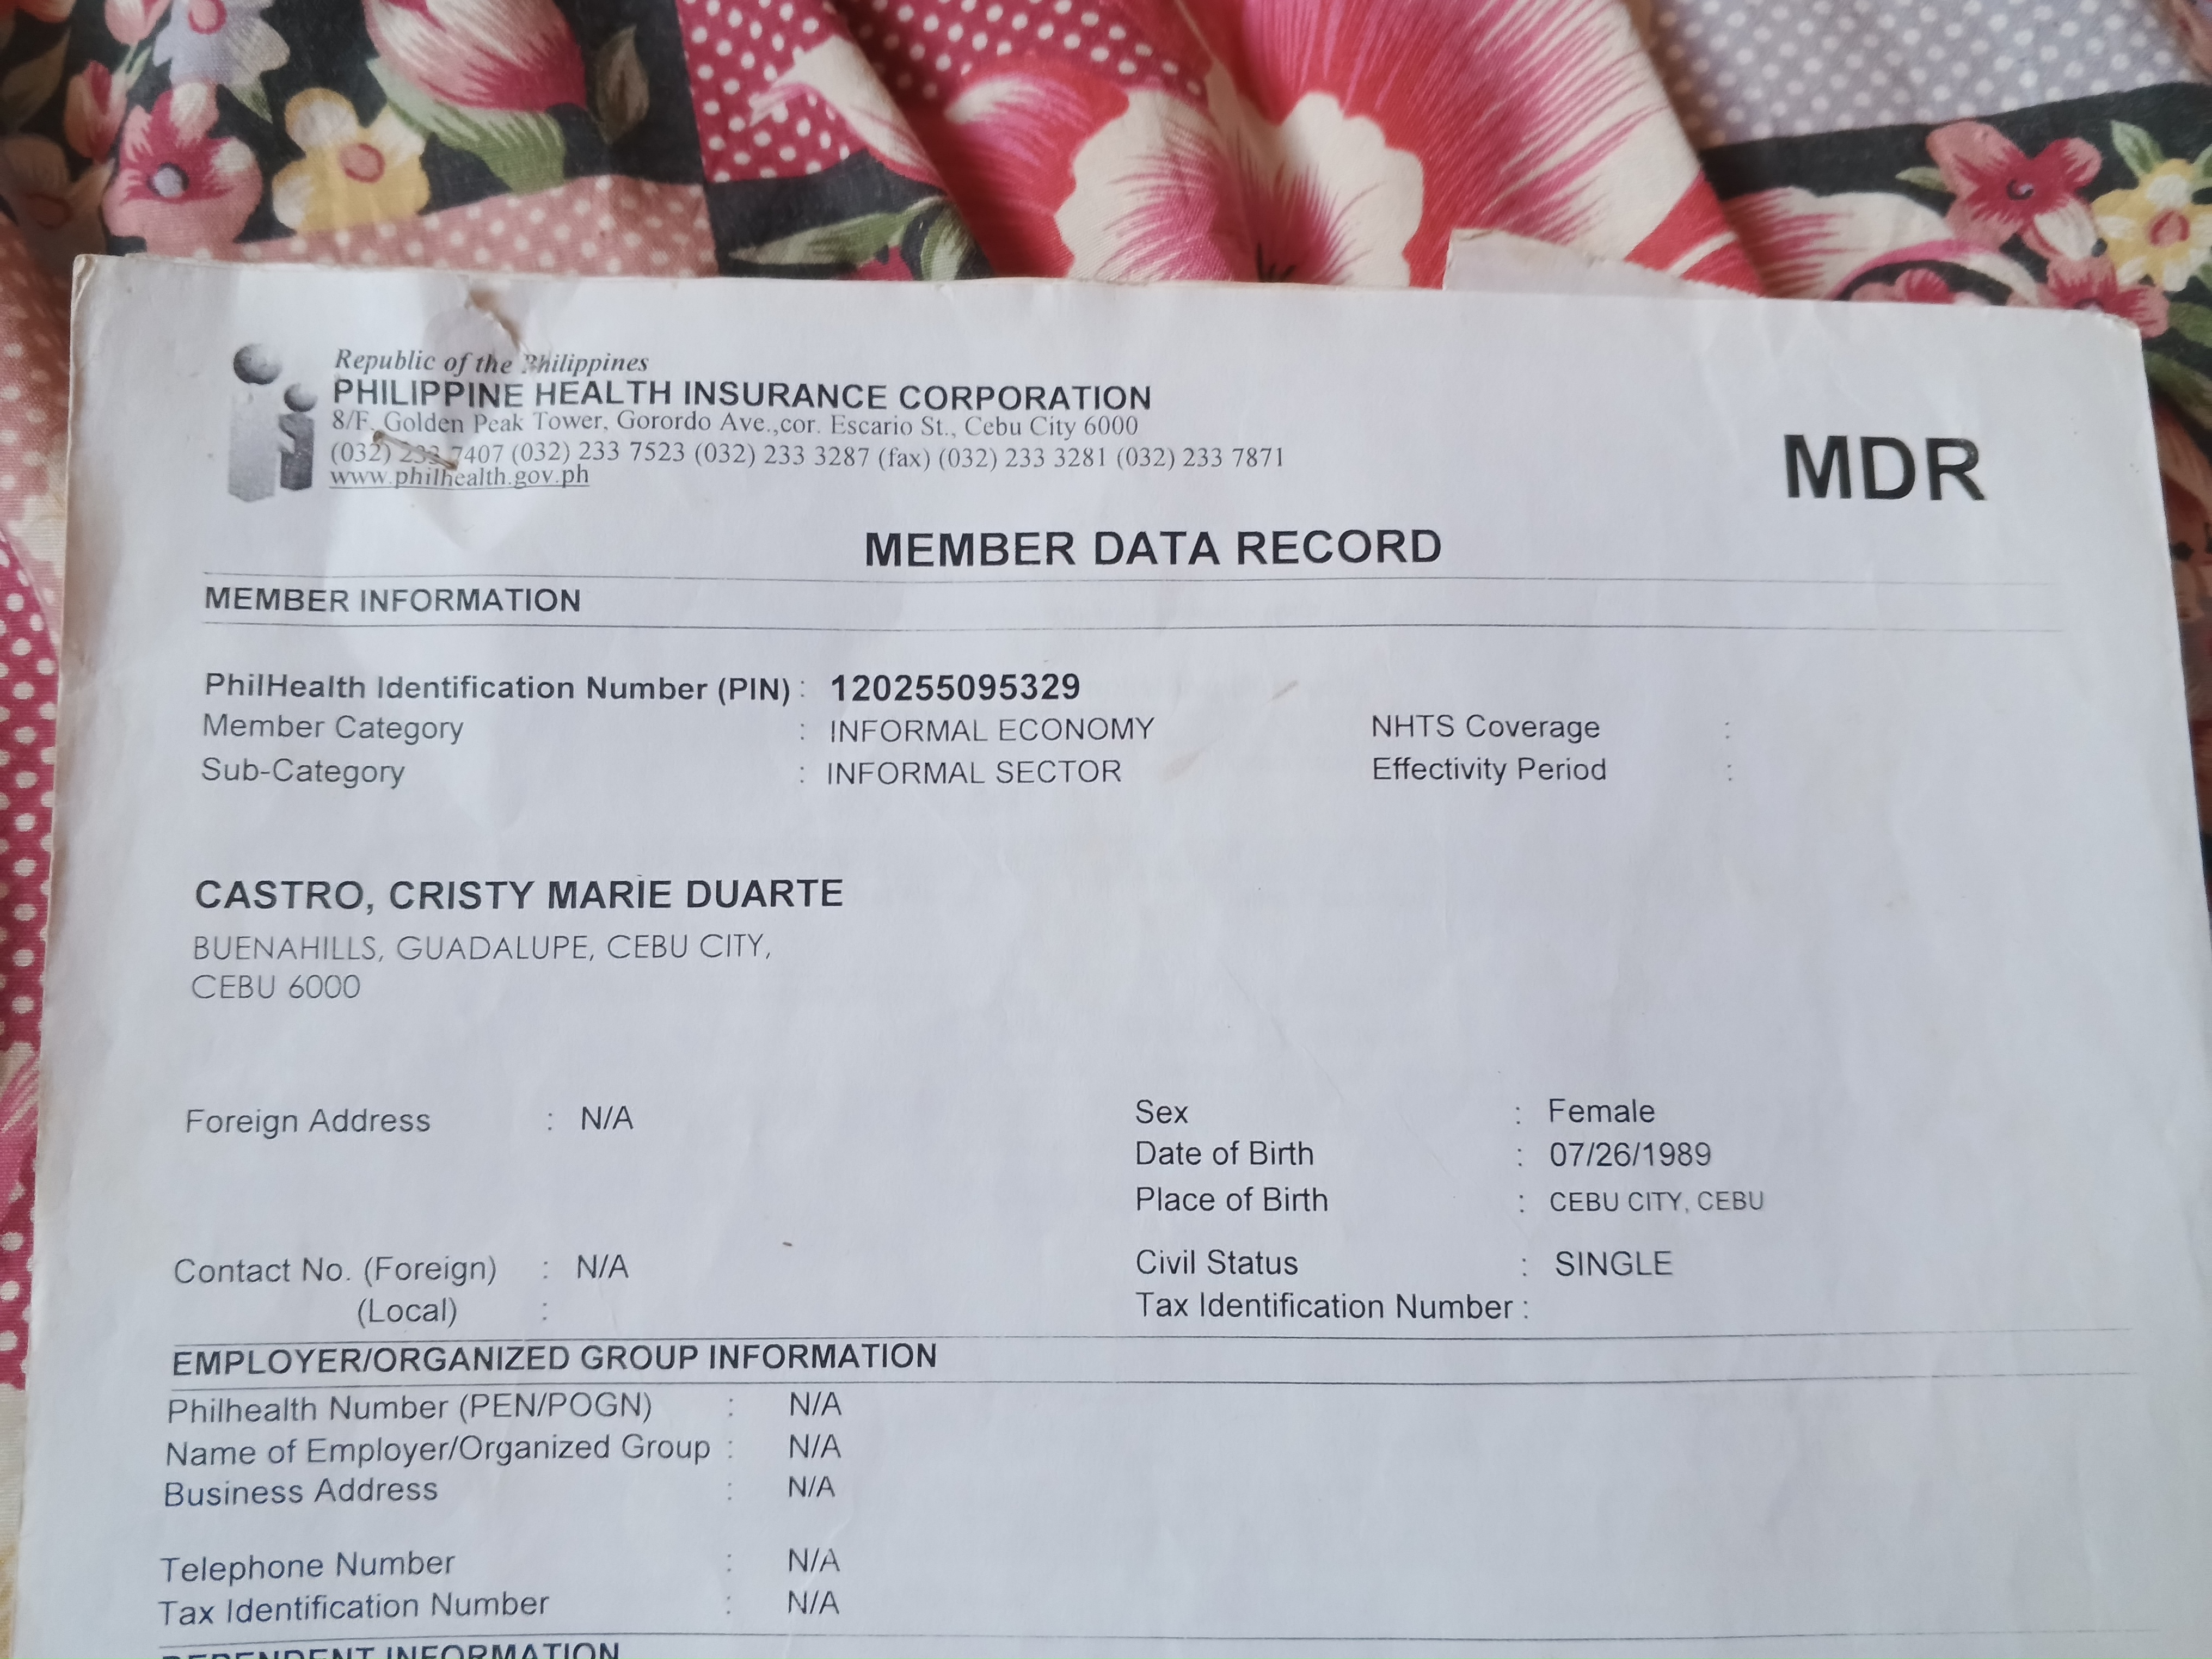 Republic of the Philippines
PHILIPPINE HEALTH INSURANCE CORPORATION
8/F. Golden Peak Tower, Gorordo Ave.,cor. Escario St., Cebu City 6000
(032) 233 7407 (032) 233 7523 (032) 233 3287 (fax) (032) 233 3281 (032) 233 7871
www.philhealth.gov.ph
MDR
MEMBER DATA RECORD
MEMBER INFORMATION
PhilHealth Identification Number (PIN) : 120255095329
Member Category : INFORMAL ECONOMY NHTS Coverage :
Sub-Category : INFORMAL SECTOR Effectivity Period :
CASTRO, CRISTY MARIE DUARTE
BUENAHILLS, GUADALUPE, CEBU CITY,
CEBU 6000
Foreign Address : N/A Sex : Female
Date of Birth : 07/26/1989
Place of Birth : CEBU CITY, CEBU
Contact No. (Foreign) : N/A Civil Status : SINGLE
(Local) : Tax Identification Number :
EMPLOYER/ORGANIZED GROUP INFORMATION
Philhealth Number (PEN/POGN) : N/A
Name of Employer/Organized Group : N/A
Business Address : N/A
Telephone Number : N/A
Tax Identification Number : N/A
DEPENDENT INFORMATION